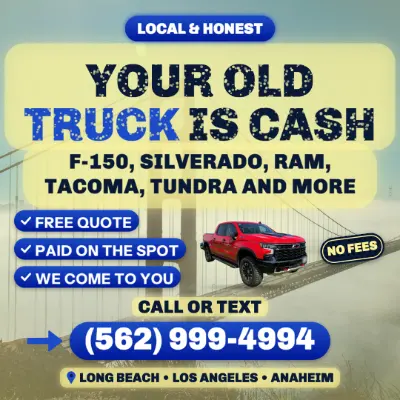 LOCAL & HONEST
YOUR OLD
TRUCK IS CASH
F-150, SILVERADO, RAM,
TACOMA, TUNDRA AND MORE
FREE QUOTE
PAID ON THE SPOT
WE COME TO YOU
NO FEES
CALL OR TEXT
(562) 999-4994
LONG BEACH • LOS ANGELES • ANAHEIM